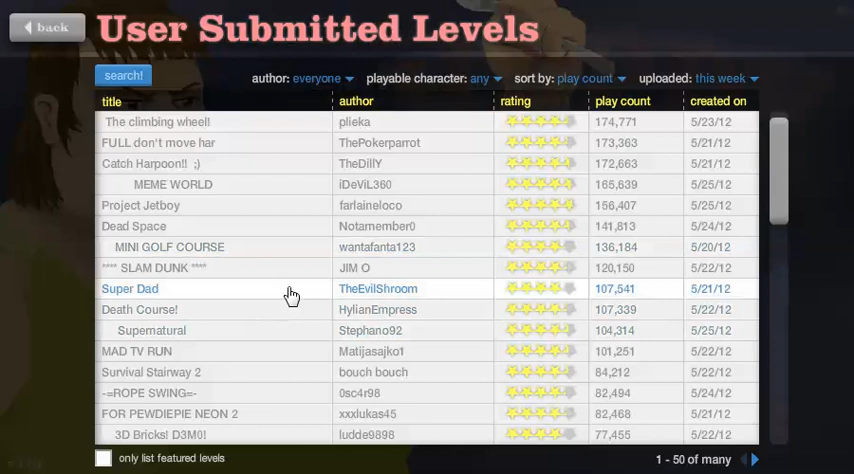 back
User Submitted Levels
search! author: everyone playable character: any sort by: play count uploaded: this week
title author rating play count created on
The climbing wheel! plieka 174,771 5/23/12
FULL don't move har ThePokerparrot 173,363 5/21/12
Catch Harpoon!! ;) TheDillY 172,663 5/21/12
MEME WORLD iDeViL360 165,639 5/25/12
Project Jetboy farlaineloco 156,407 5/25/12
Dead Space Notamember0 141,813 5/24/12
MINI GOLF COURSE wantafanta123 136,184 5/20/12
**** SLAM DUNK **** JIM O 120,150 5/22/12
Super Dad TheEvilShroom 107,541 5/21/12
Death Course! HylianEmpress 107,339 5/22/12
Supernatural Stephano92 104,314 5/25/12
MAD TV RUN Matijasajko1 101,251 5/22/12
Survival Stairway 2 bouch bouch 84,212 5/22/12
-=ROPE SWING=- 0sc4r98 82,494 5/24/12
FOR PEWDIEPIE NEON 2 xxxlukas45 82,468 5/21/12
3D Bricks! D3M0! ludde9898 77,455 5/22/12
only list featured levels 1 - 50 of many